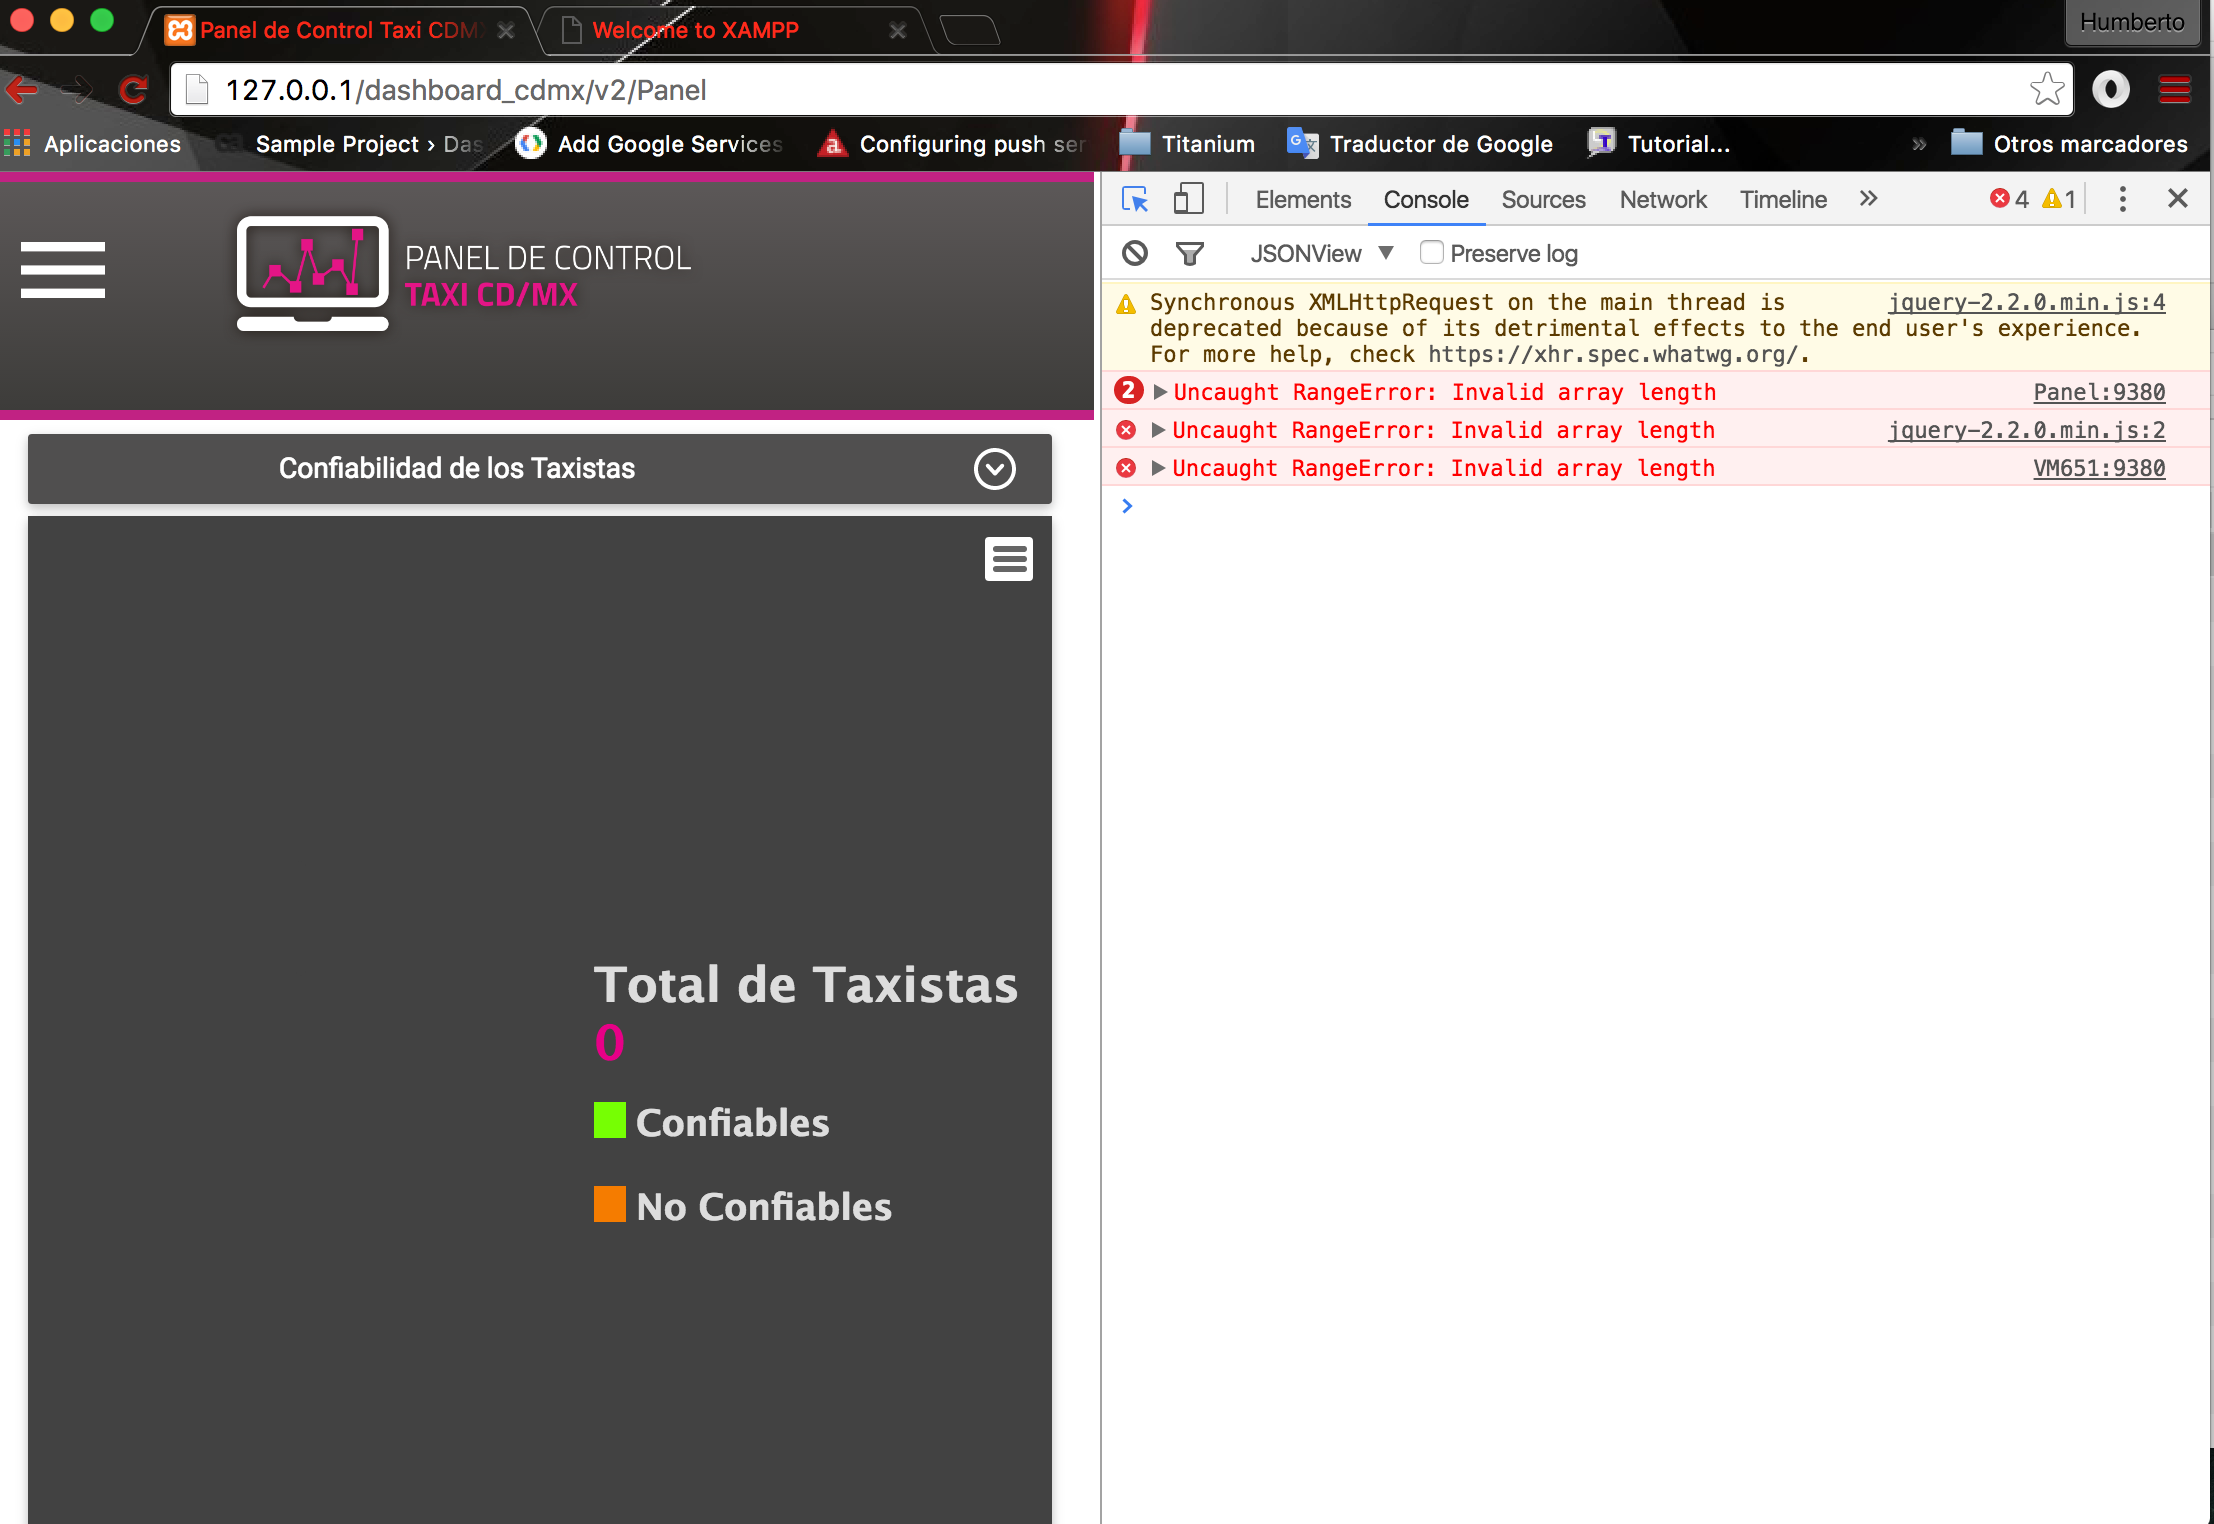 Panel de Control Taxi CDM
Welcome to XAMPP
Humberto
127.0.0.1/dashboard_cdmx/v2/Panel
Aplicaciones
Sample Project › Das
Add Google Services
Configuring push ser
Titanium
Traductor de Google
Tutorial...
»
Otros marcadores
PANEL DE CONTROL
TAXI CD/MX
Confiabilidad de los Taxistas
Total de Taxistas
0
Confiables
No Confiables
Elements Console Sources Network Timeline » 4 1
JSONView ▼ Preserve log
Synchronous XMLHttpRequest on the main thread is jquery-2.2.0.min.js:4
deprecated because of its detrimental effects to the end user's experience.
For more help, check https://xhr.spec.whatwg.org/.
2 Uncaught RangeError: Invalid array length Panel:9380
Uncaught RangeError: Invalid array length jquery-2.2.0.min.js:2
Uncaught RangeError: Invalid array length VM651:9380